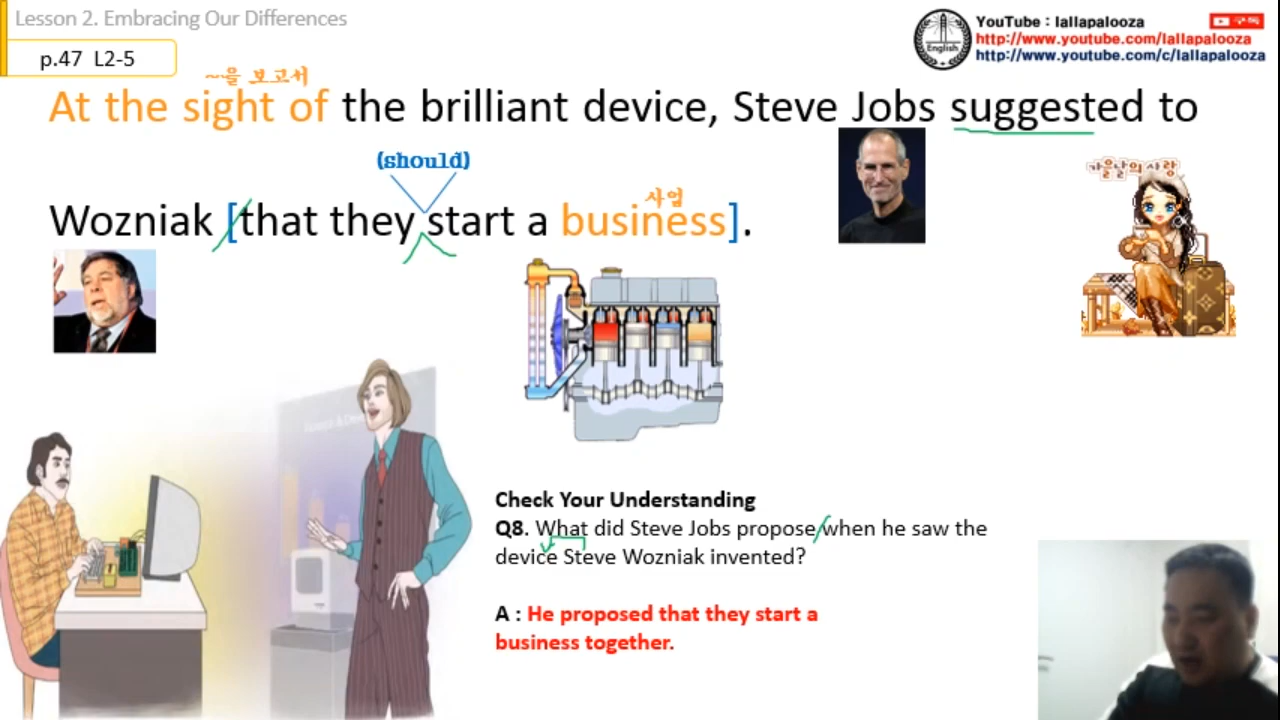 Lesson 2. Embracing Our Differences
YouTube : lallapalooza
구독
http://www.youtube.com/lallapalooza
http://www.youtube.com/c/lallapalooza
English
p.47 L2-5
~을 보고서
At the sight of the brilliant device, Steve Jobs suggested to
(should)
사업
Wozniak [that they start a business].
가을날의 사랑
Check Your Understanding
Q8. What did Steve Jobs propose when he saw the
device Steve Wozniak invented?
A : He proposed that they start a
business together.